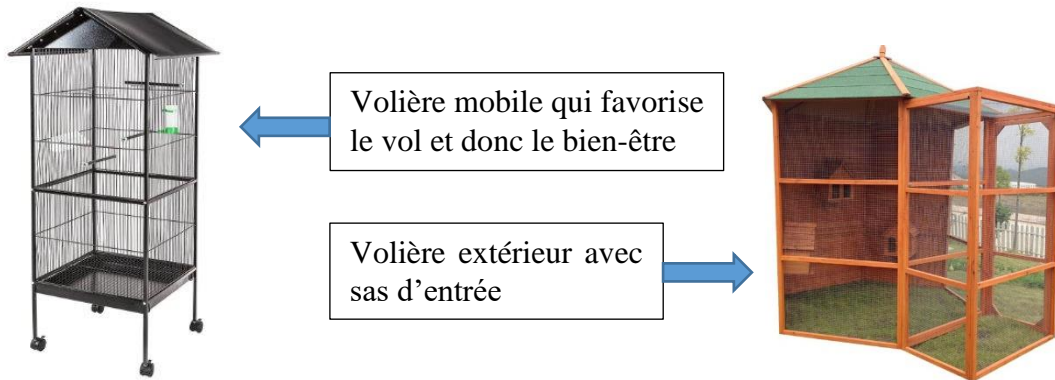 Volière mobile qui favorise
le vol et donc le bien-être
Volière extérieur avec
sas d’entrée